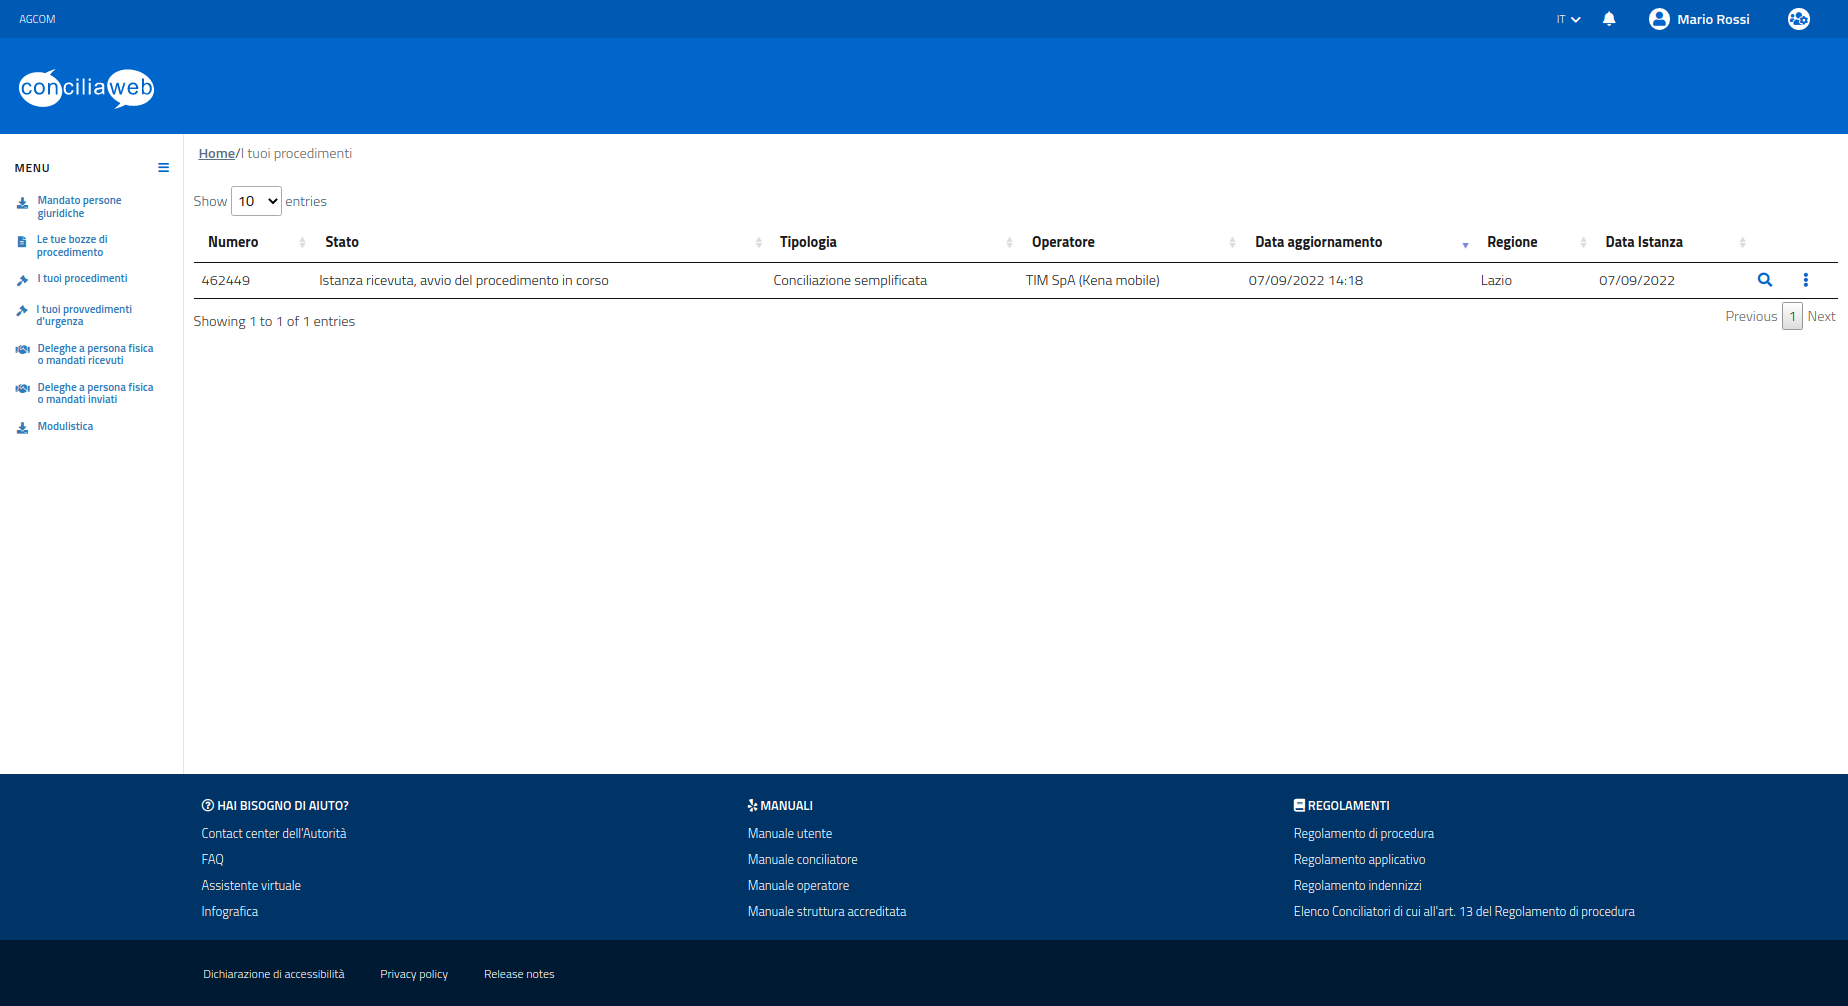 AGCOM
IT
Mario Rossi
conciliaweb
MENU
Mandato persone
giuridiche
Le tue bozze di
procedimento
I tuoi procedimenti
I tuoi provvedimenti
d'urgenza
Deleghe a persona fisica
o mandati ricevuti
Deleghe a persona fisica
o mandati inviati
Modulistica
Home/I tuoi procedimenti
Show 10 entries
Numero Stato Tipologia Operatore Data aggiornamento Regione Data Istanza
462449 Istanza ricevuta, avvio del procedimento in corso Conciliazione semplificata TIM SpA (Kena mobile) 07/09/2022 14:18 Lazio 07/09/2022
Showing 1 to 1 of 1 entries
Previous 1 Next
HAI BISOGNO DI AIUTO?
Contact center dell'Autorità
FAQ
Assistente virtuale
Infografica
MANUALI
Manuale utente
Manuale conciliatore
Manuale operatore
Manuale struttura accreditata
REGOLAMENTI
Regolamento di procedura
Regolamento applicativo
Regolamento indennizzi
Elenco Conciliatori di cui all'art. 13 del Regolamento di procedura
Dichiarazione di accessibilità Privacy policy Release notes